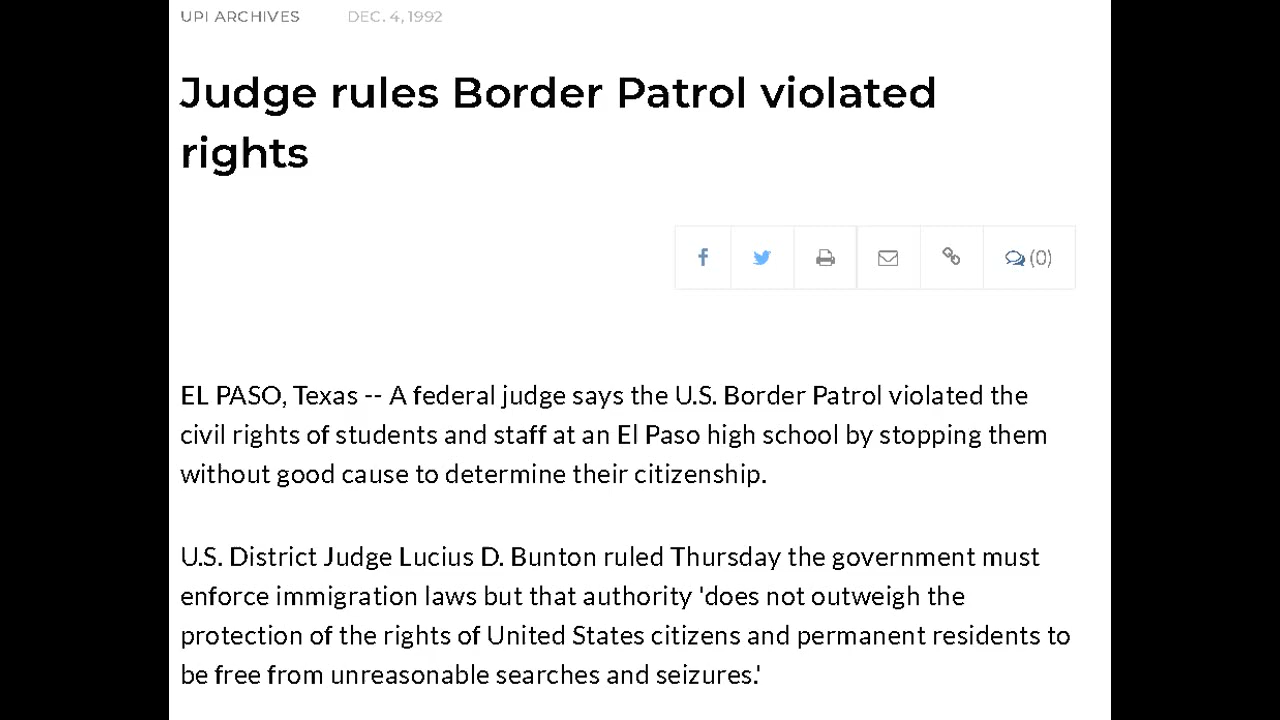 UPI ARCHIVES DEC. 4, 1992
Judge rules Border Patrol violated
rights
(0)
EL PASO, Texas -- A federal judge says the U.S. Border Patrol violated the
civil rights of students and staff at an El Paso high school by stopping them
without good cause to determine their citizenship.
U.S. District Judge Lucius D. Bunton ruled Thursday the government must
enforce immigration laws but that authority 'does not outweigh the
protection of the rights of United States citizens and permanent residents to
be free from unreasonable searches and seizures.'